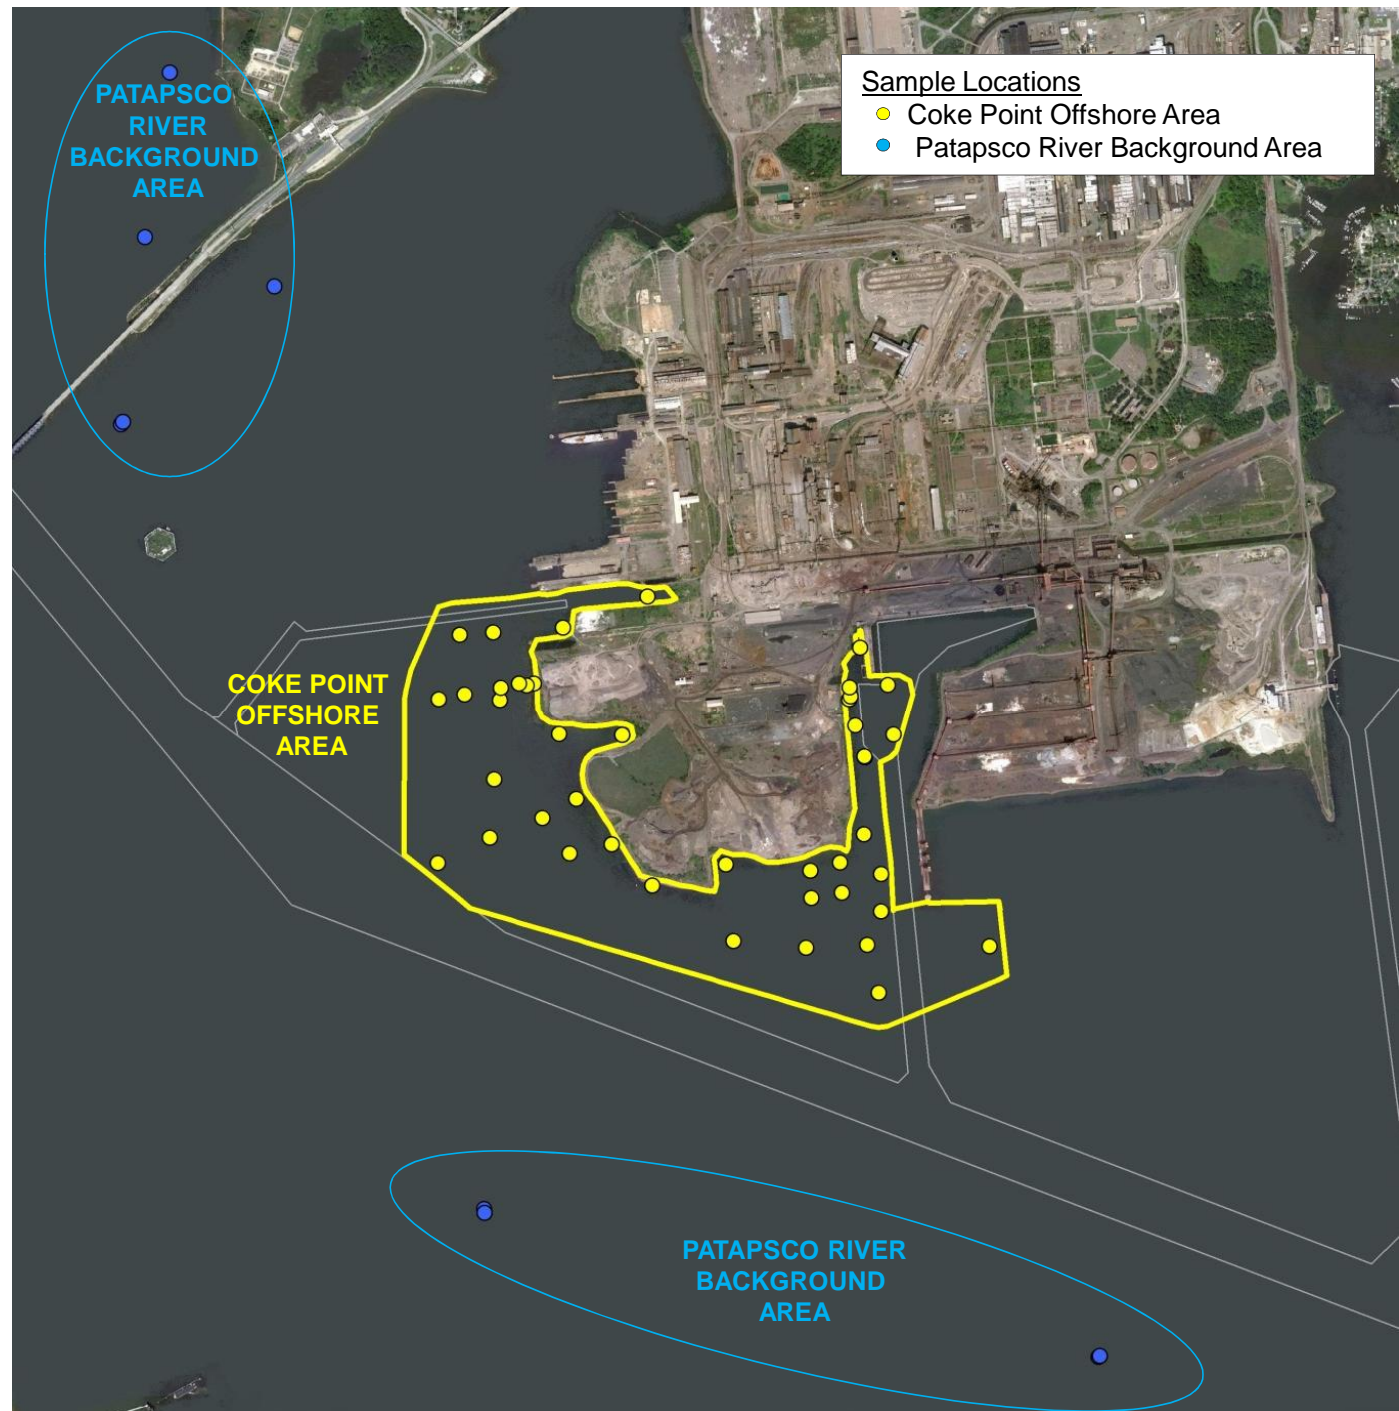 Sample Locations
Coke Point Offshore Area
Patapsco River Background Area
PATAPSCO
RIVER
BACKGROUND
AREA
COKE POINT
OFFSHORE
AREA
PATAPSCO RIVER
BACKGROUND
AREA